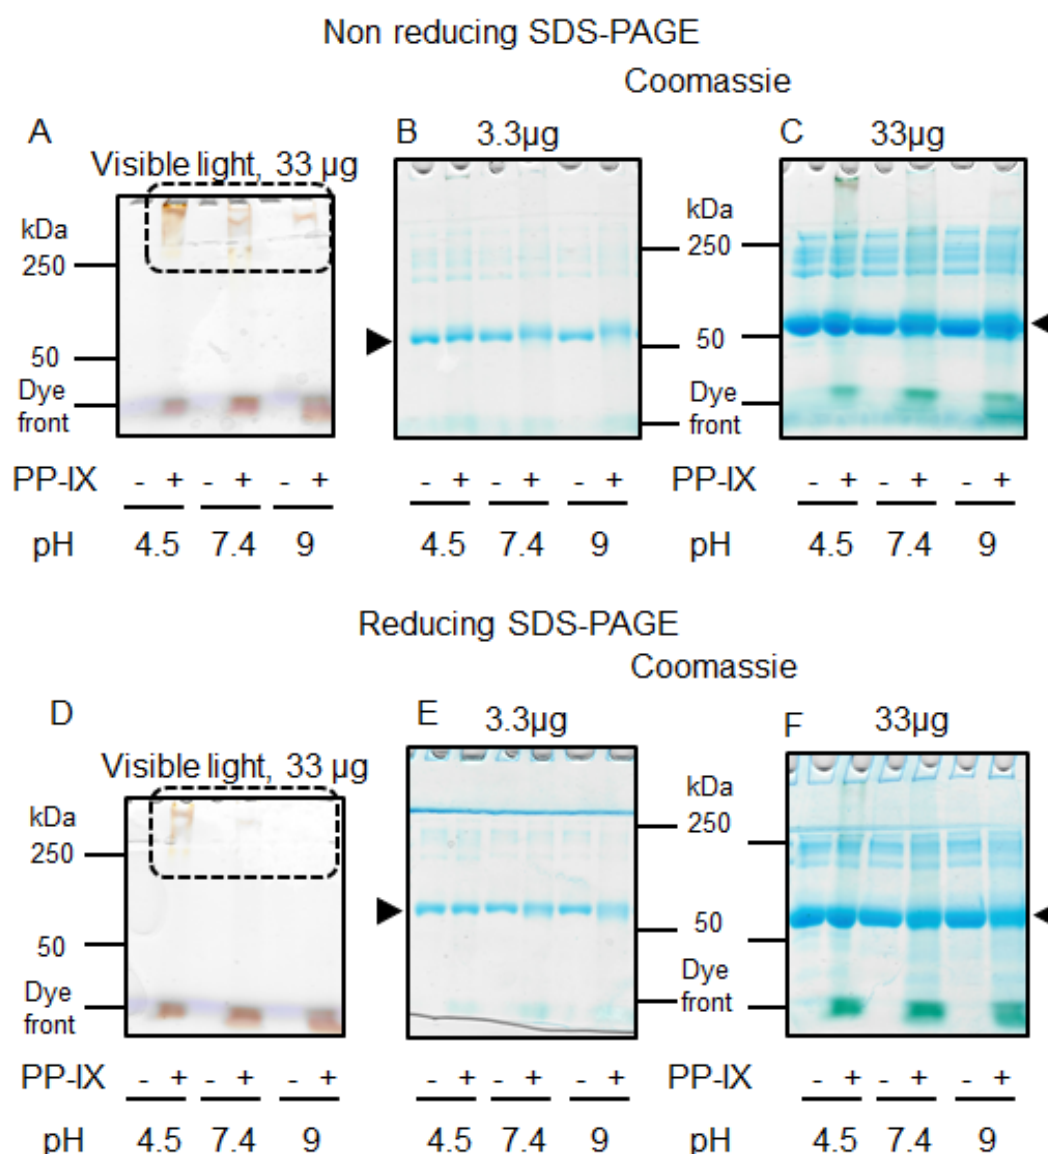 Non reducing SDS-PAGE
Coomassie
A
Visible light, 33 µg
B
3.3µg
C
33µg
kDa
250
50
Dye
front
kDa
250
50
Dye
front
PP-IX - + - + - +
- + - + - +
PP-IX - + - + - +
pH 4.5 7.4 9
4.5 7.4 9
pH 4.5 7.4 9
Reducing SDS-PAGE
Coomassie
D
Visible light, 33 µg
E
3.3µg
F
33µg
kDa
250
50
Dye
front
kDa
250
50
Dye
front
PP-IX - + - + - +
- + - + - +
PP-IX - + - + - +
pH 4.5 7.4 9
4.5 7.4 9
pH 4.5 7.4 9